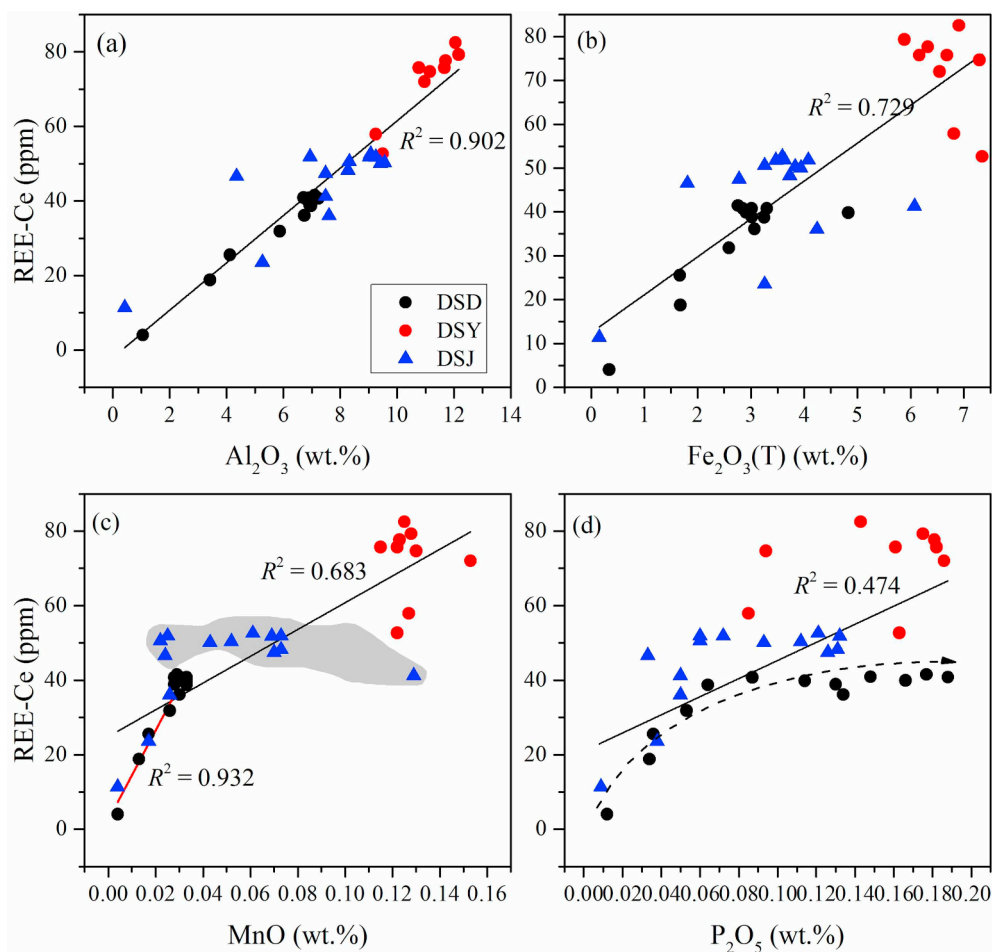 (a)
R² = 0.902
REE-Ce (ppm)
80
60
40
20
0
DSD
DSY
DSJ
0 2 4 6 8 10 12 14
Al₂O₃ (wt.%)
(b)
R² = 0.729
80
70
60
50
40
30
20
10
0
0 1 2 3 4 5 6 7
Fe₂O₃(T) (wt.%)
(c)
R² = 0.683
R² = 0.932
REE-Ce (ppm)
80
60
40
20
0
0.00 0.02 0.04 0.06 0.08 0.10 0.12 0.14 0.16
MnO (wt.%)
(d)
R² = 0.474
80
60
40
20
0
0.00 0.02 0.04 0.06 0.08 0.10 0.12 0.14 0.16 0.18 0.20
P₂O₅ (wt.%)